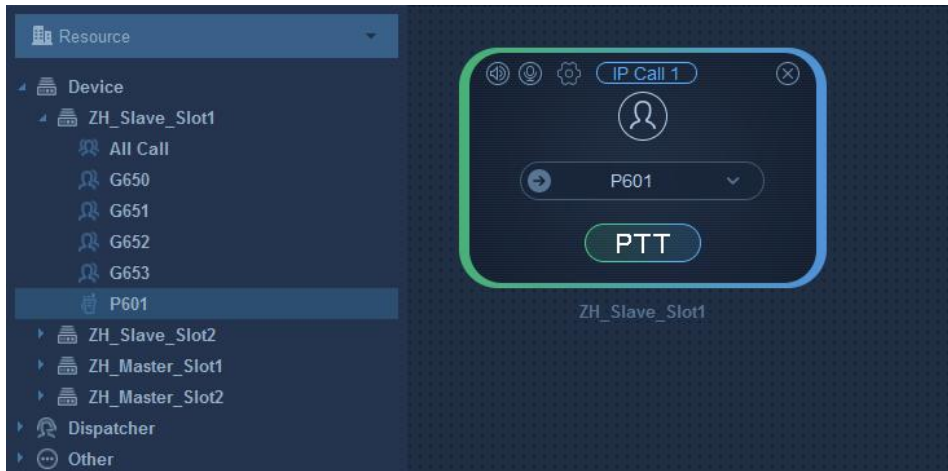 Resource
Device
ZH_Slave_Slot1
All Call
G650
G651
G652
G653
P601
ZH_Slave_Slot2
ZH_Master_Slot1
ZH_Master_Slot2
Dispatcher
Other
IP Call 1
P601
PTT
ZH_Slave_Slot1